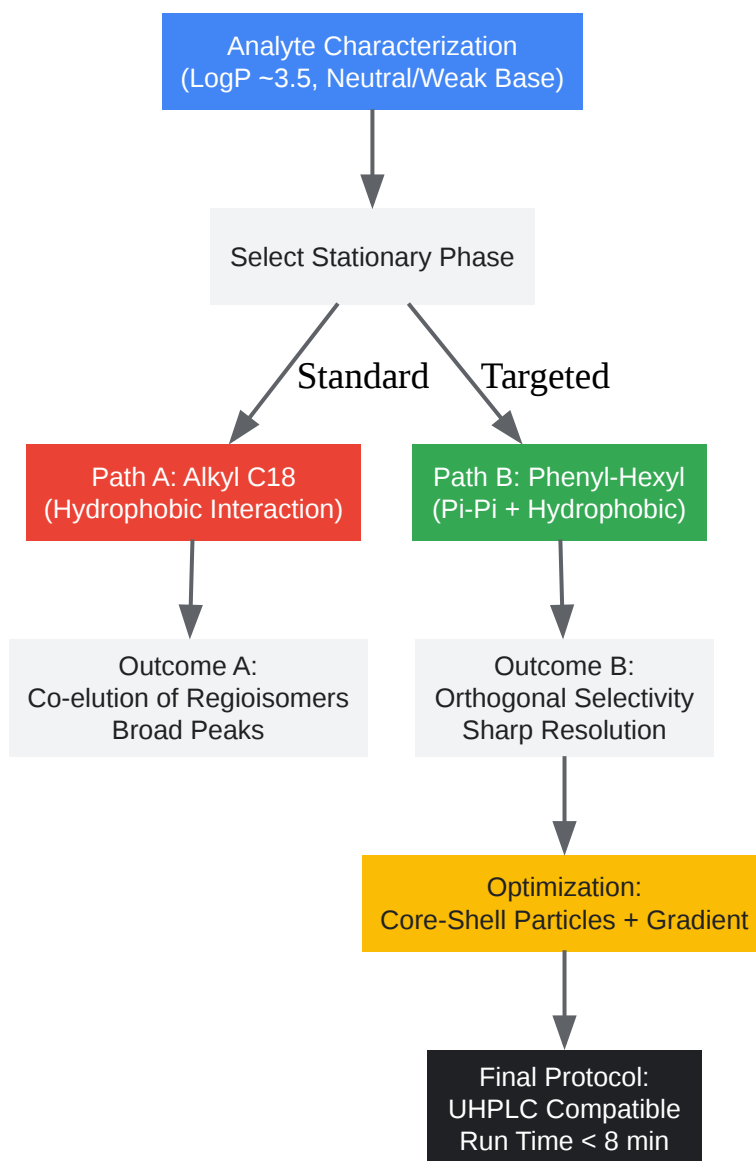 Analyte Characterization
(LogP ~3.5, Neutral/Weak Base)
Select Stationary Phase
Standard
Targeted
Path A: Alkyl C18
(Hydrophobic Interaction)
Path B: Phenyl-Hexyl
(Pi-Pi + Hydrophobic)
Outcome A:
Co-elution of Regioisomers
Broad Peaks
Outcome B:
Orthogonal Selectivity
Sharp Resolution
Optimization:
Core-Shell Particles + Gradient
Final Protocol:
UHPLC Compatible
Run Time < 8 min